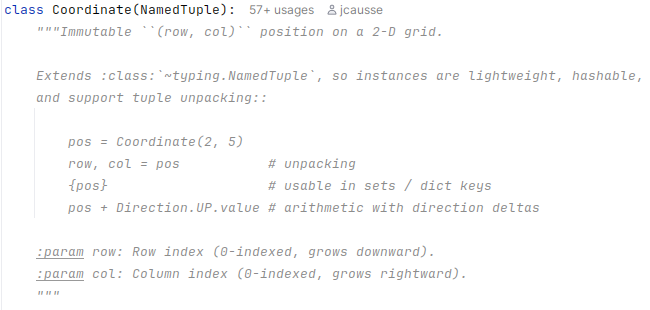 class Coordinate(NamedTuple):  57+ usages  jcausse
    """Immutable ``(row, col)`` position on a 2-D grid.

    Extends :class:`~typing.NamedTuple`, so instances are lightweight, hashable,
    and support tuple unpacking::

        pos = Coordinate(2, 5)
        row, col = pos           # unpacking
        {pos}                    # usable in sets / dict keys
        pos + Direction.UP.value # arithmetic with direction deltas

    :param row: Row index (0-indexed, grows downward).
    :param col: Column index (0-indexed, grows rightward).
    """